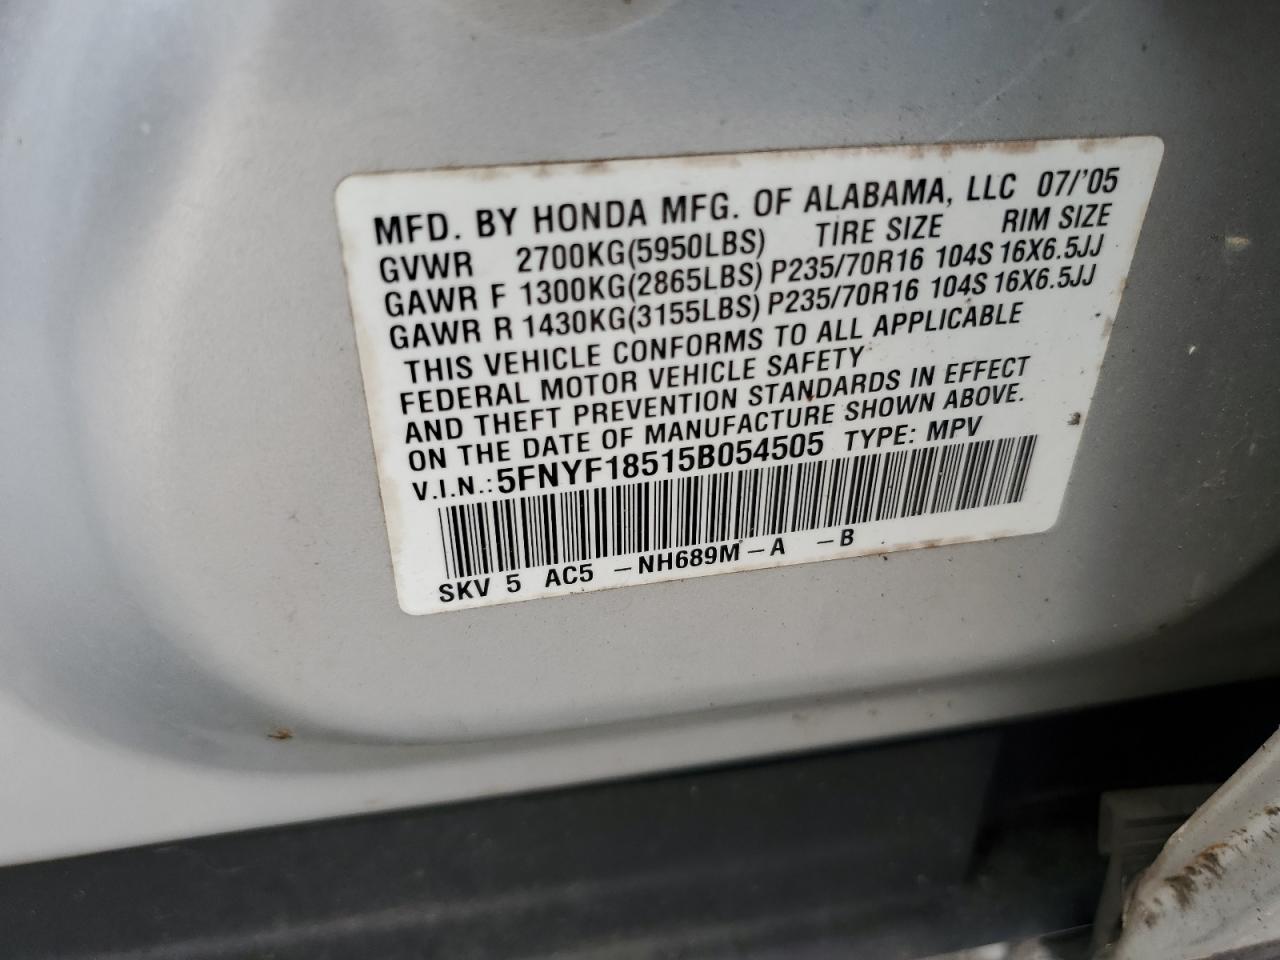 MFD. BY HONDA MFG. OF ALABAMA, LLC 07/'05
GVWR 2700KG(5950LBS) TIRE SIZE RIM SIZE
GAWR F 1300KG(2865LBS) P235/70R16 104S 16X6.5JJ
GAWR R 1430KG(3155LBS) P235/70R16 104S 16X6.5JJ
THIS VEHICLE CONFORMS TO ALL APPLICABLE
FEDERAL MOTOR VEHICLE SAFETY
AND THEFT PREVENTION STANDARDS IN EFFECT
ON THE DATE OF MANUFACTURE SHOWN ABOVE.
V.I.N.: 5FNYF18515B054505 TYPE: MPV
SKV 5 AC5 -NH689M-A -B